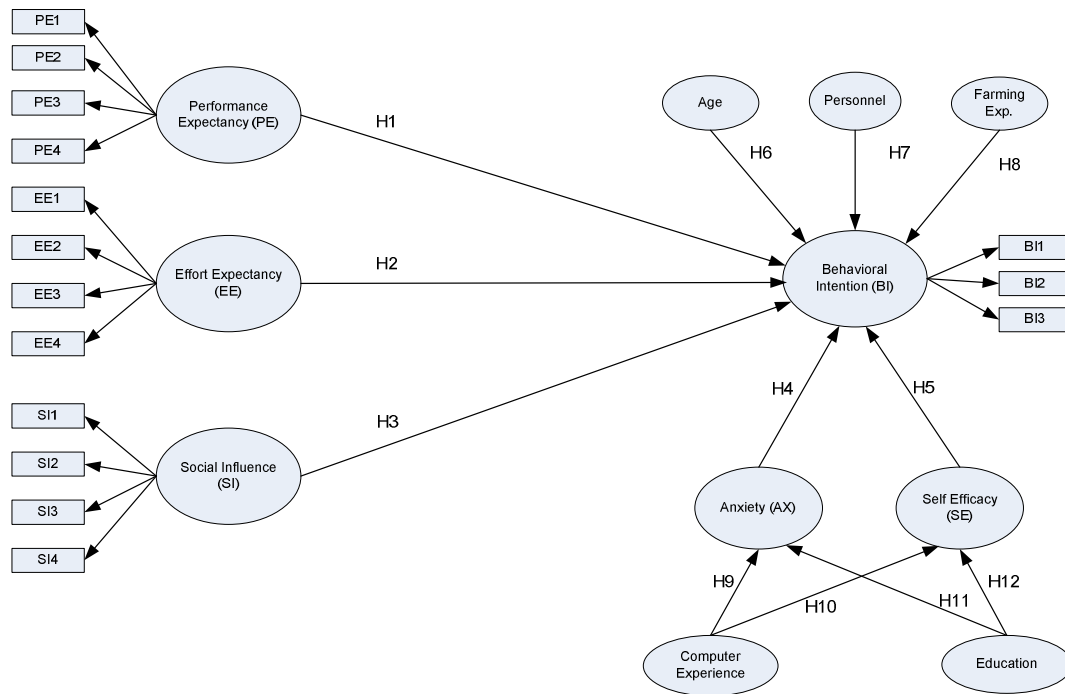 PE1
PE2
PE3
PE4
Performance
Expectancy (PE)
H1
Age
Personnel
Farming
Exp.
H6
H7
H8
EE1
EE2
EE3
EE4
Effort Expectancy
(EE)
H2
Behavioral
Intention (BI)
BI1
BI2
BI3
SI1
SI2
SI3
SI4
Social Influence
(SI)
H3
H4
H5
Anxiety (AX)
Self Efficacy
(SE)
H9
H10
H11
H12
Computer
Experience
Education